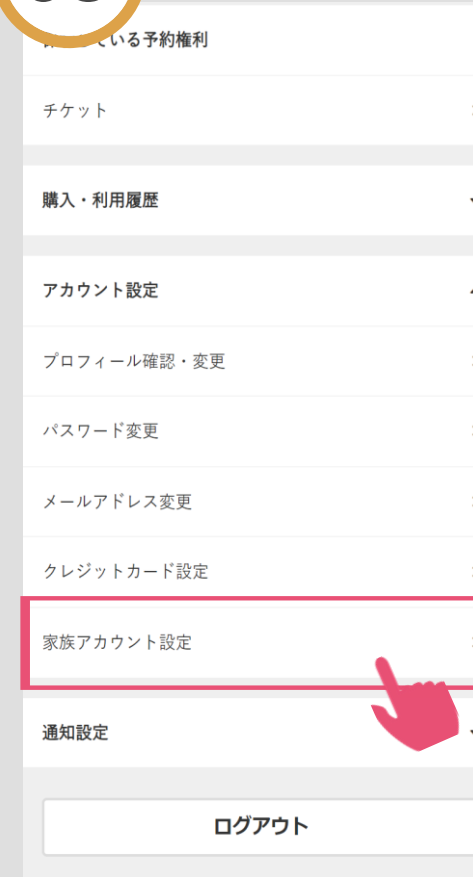 いる予約権利
チケット
購入・利用履歴
アカウント設定
プロフィール確認・変更
パスワード変更
メールアドレス変更
クレジットカード設定
家族アカウント設定
通知設定
ログアウト